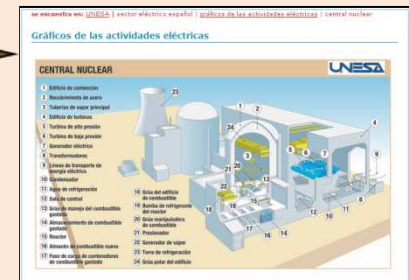 se encuentra en: UNESA | sector eléctrico español | gráficos de las actividades eléctricas | central nuclear
Gráficos de las actividades eléctricas
CENTRAL NUCLEAR
UNESA
1 Edificio de contención
2 Recubrimiento de acero
3 Tuberías de vapor principal
4 Edificio de turbinas
5 Turbina de alta presión
6 Turbina de baja presión
7 Generador eléctrico
8 Transformadores
9 Líneas de transporte de
energía eléctrica
10 Condensador
11 Agua de refrigeración
12 Sala de control
13 Grúa de manejo del combustible
gastado
14 Almacenamiento de combustible
gastado
15 Reactor
16 Almacén de combustible nuevo
17 Foso de carga de contenedores
de combustible gastado
18 Grúa del edificio
de combustible
19 Bomba de refrigerante
del reactor
20 Grúa manipuladora
de combustible
21 Presionador
22 Generador de vapor
23 Torre de refrigeración
24 Grúa polar del edificio